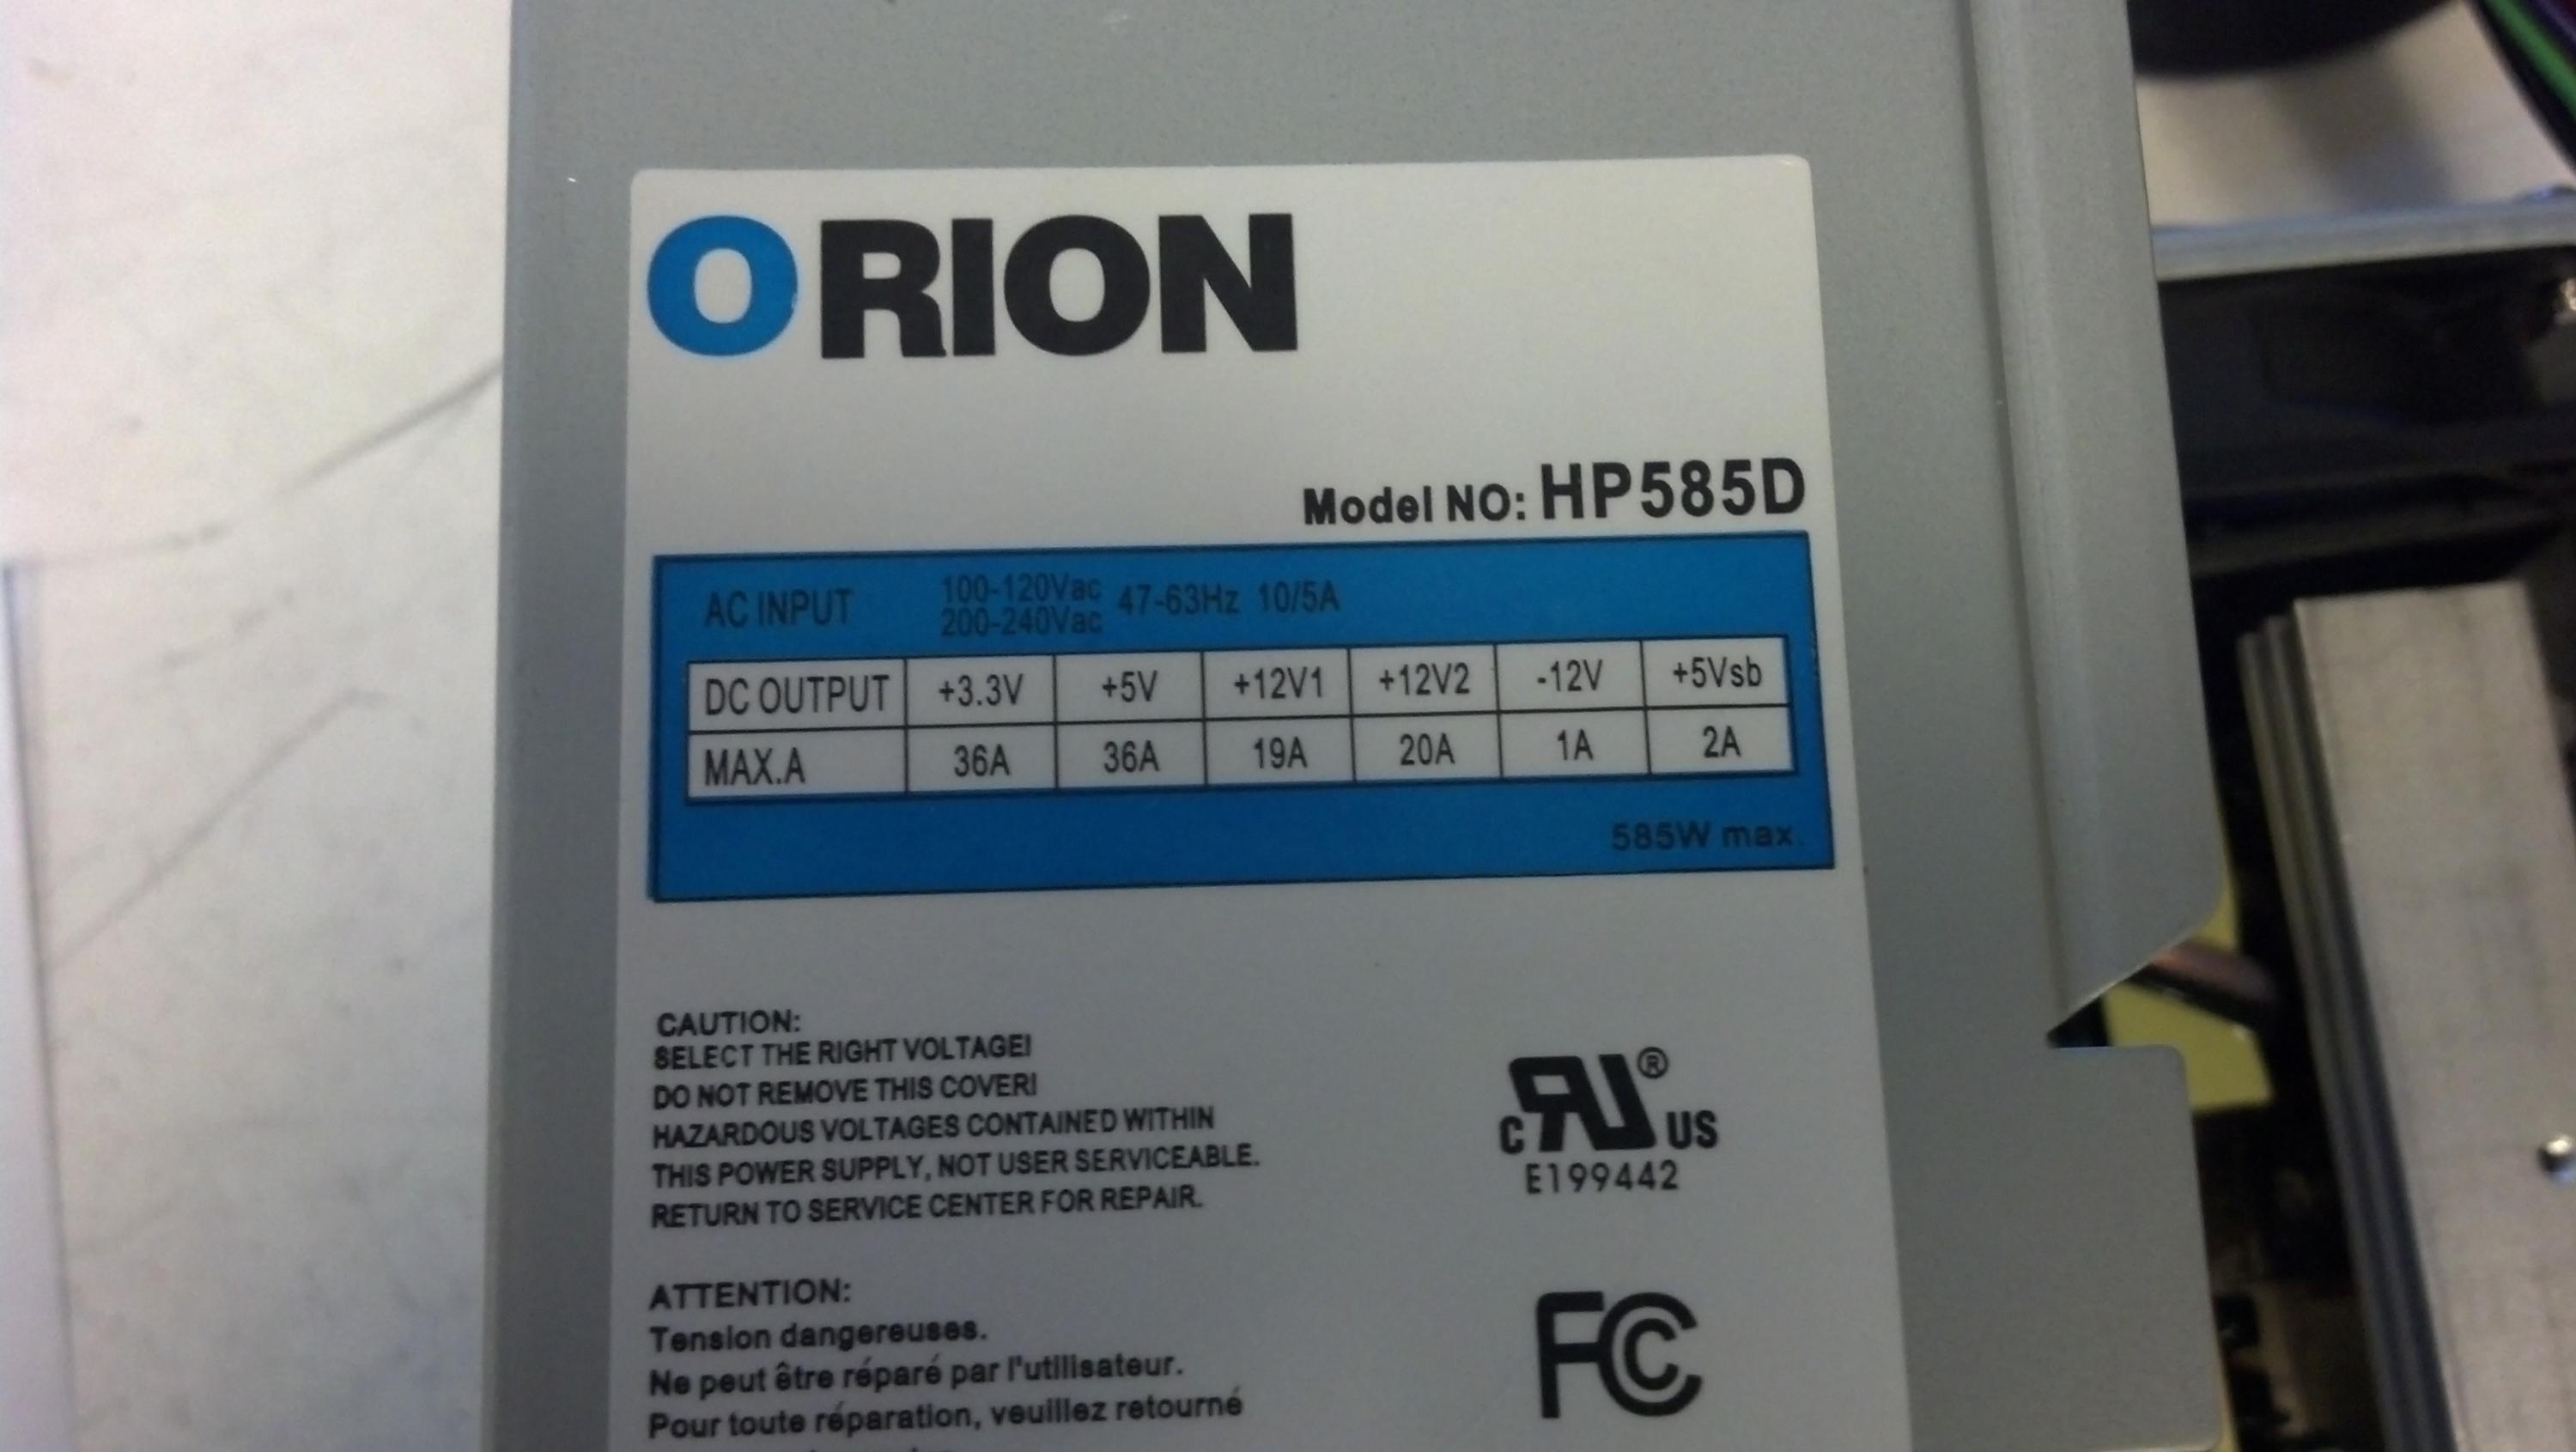 ORION
Model NO: HP585D
AC INPUT 100-120Vac 200-240Vac 47-63Hz 10/5A
DC OUTPUT +3.3V +5V +12V1 +12V2 -12V +5Vsb
MAX.A 36A 36A 19A 20A 1A 2A
585W max.
CAUTION:
SELECT THE RIGHT VOLTAGE!
DO NOT REMOVE THIS COVER!
HAZARDOUS VOLTAGES CONTAINED WITHIN
THIS POWER SUPPLY, NOT USER SERVICEABLE.
RETURN TO SERVICE CENTER FOR REPAIR.
c RU ® US
E199442
ATTENTION:
Tension dangereuses.
Ne peut être réparé par l'utilisateur.
Pour toute réparation, veuillez retourné
FC